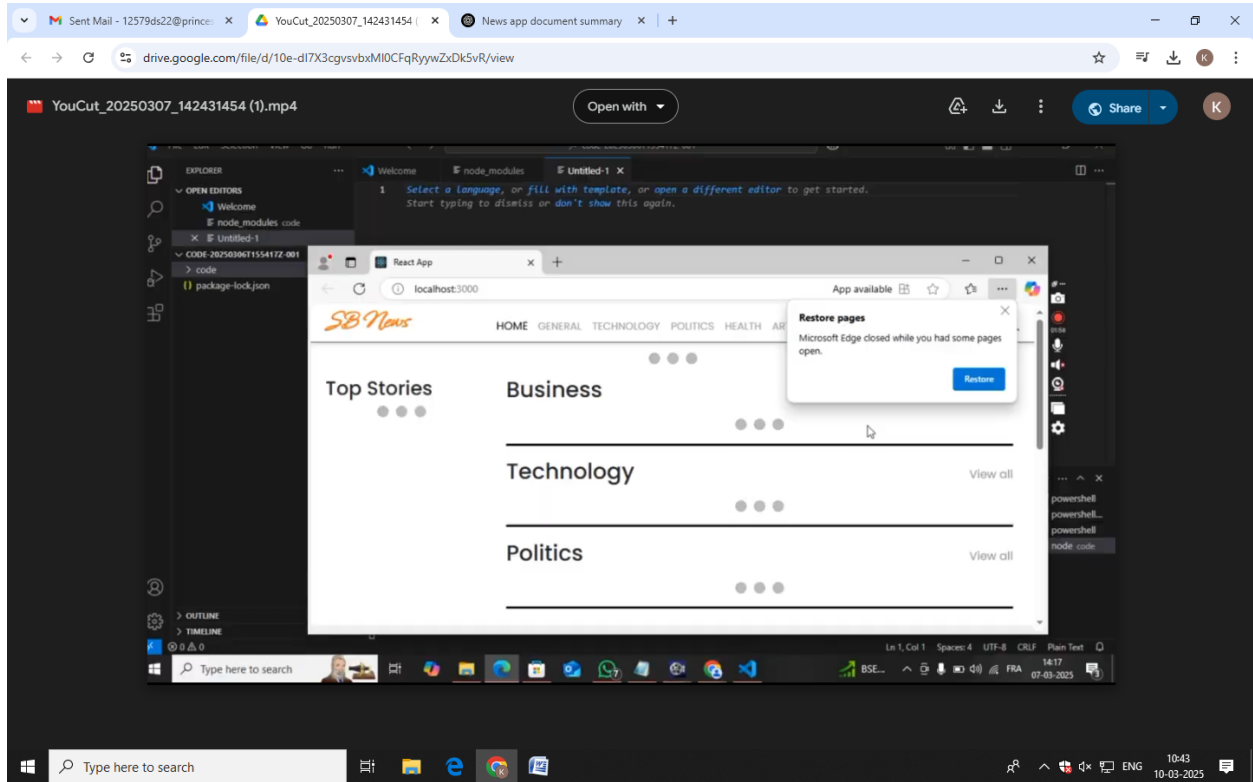 Sent Mail - 12579ds22@princes
YouCut_20250307_142431454 (
News app document summary
drive.google.com/file/d/10e-dI7X3cgvsvbxMI0CFqRyywZxDk5vR/view
K
YouCut_20250307_142431454 (1).mp4
Open with
Share
K
EXPLORER
Welcome
node_modules
Untitled-1
OPEN EDITORS
Welcome
node_modules code
Untitled-1
CODE-20250306T155417Z-001
code
{} package-lock.json
1 Select a language, or fill with template, or open a different editor to get started.
Start typing to dismiss or don't show this again.
React App
localhost:3000
App available
SB News
HOME GENERAL TECHNOLOGY POLITICS HEALTH
Restore pages
Microsoft Edge closed while you had some pages
open.
Restore
01:58
Top Stories
Business
Technology
View all
Politics
View all
powershell
powershell...
powershell
node code
OUTLINE
TIMELINE
0 0
Ln 1, Col 1 Spaces: 4 UTF-8 CRLF Plain Text
Type here to search
BSE...
FRA
14:17
07-03-2025
3
Type here to search
ENG
10:43
10-03-2025